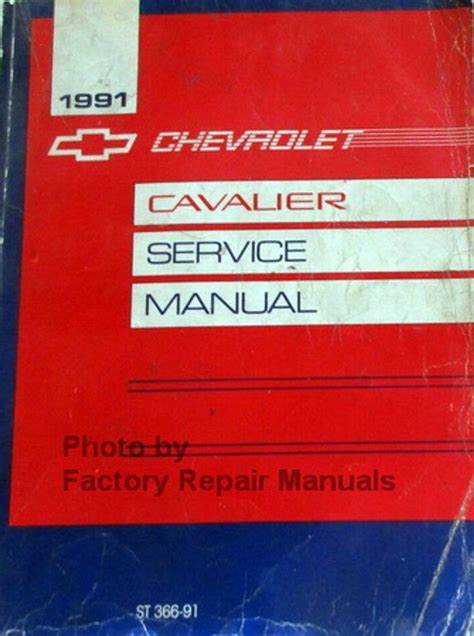 1991
CHEVROLET
CAVALIER
SERVICE
MANUAL
Photo by
Factory Repair Manuals
ST 366-91